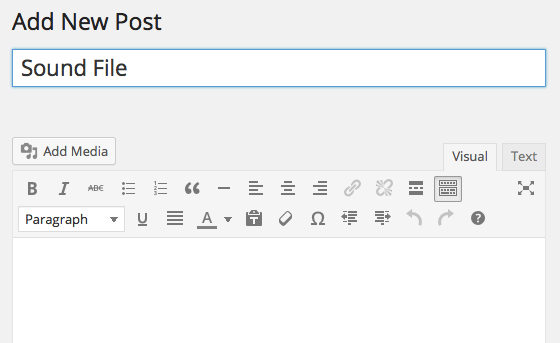 Add New Post
Sound File
Add Media
Visual Text
B I ABC
Paragraph U A Ω ?